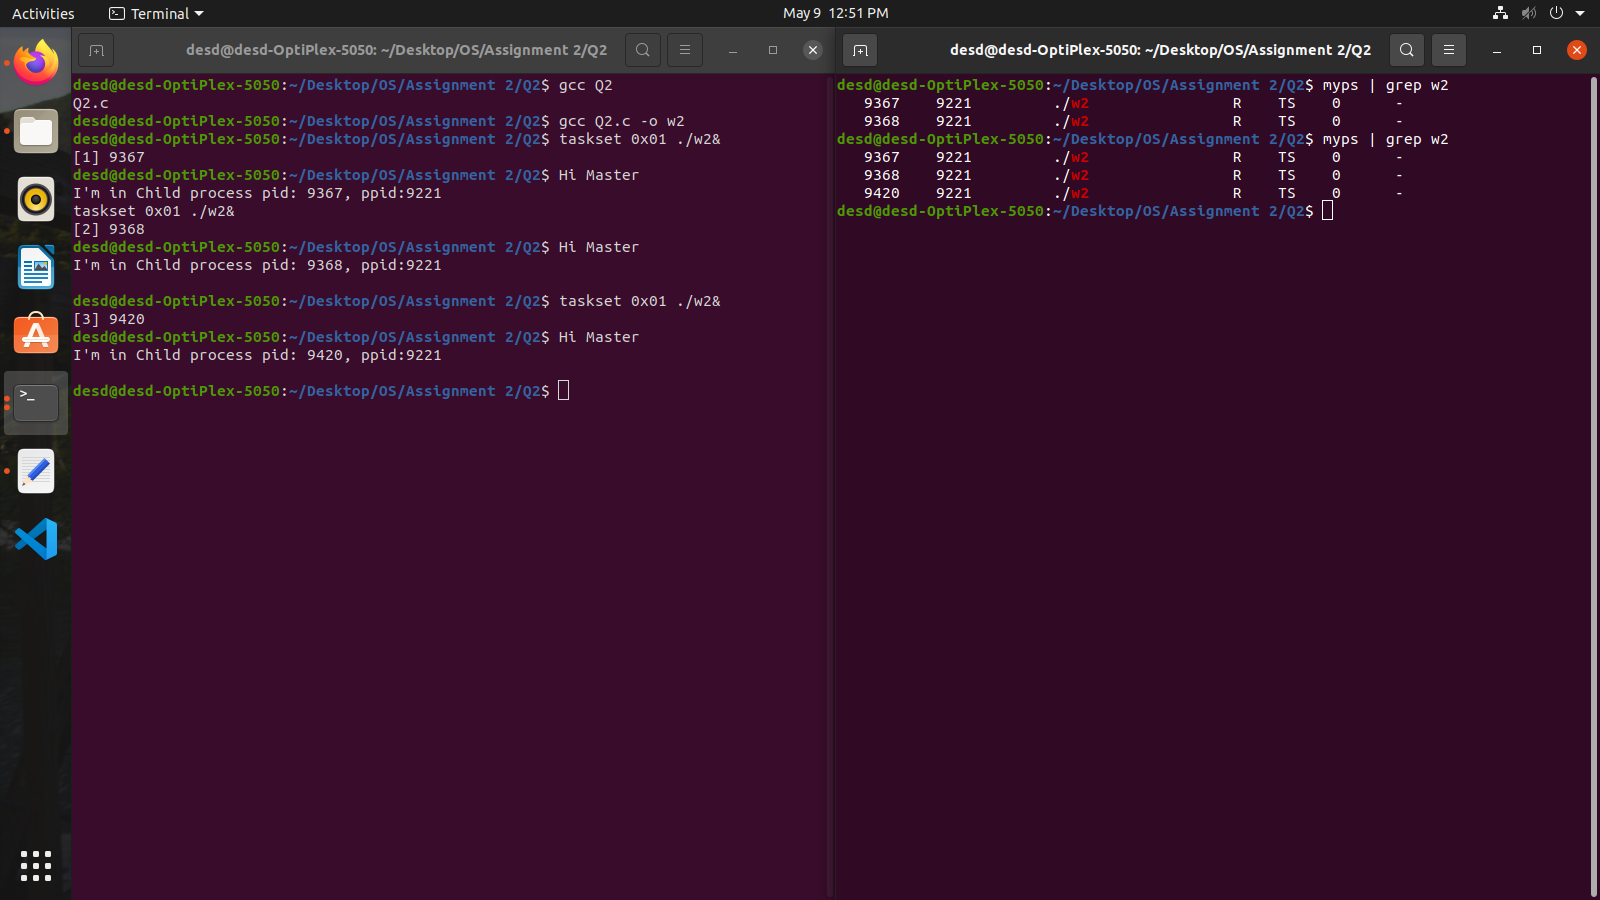 Activities
Terminal
May 9 12:51 PM
desd@desd-OptiPlex-5050: ~/Desktop/OS/Assignment 2/Q2
desd@desd-OptiPlex-5050:~/Desktop/OS/Assignment 2/Q2$ gcc Q2
Q2.c
desd@desd-OptiPlex-5050:~/Desktop/OS/Assignment 2/Q2$ gcc Q2.c -o w2
desd@desd-OptiPlex-5050:~/Desktop/OS/Assignment 2/Q2$ taskset 0x01 ./w2&
[1] 9367
desd@desd-OptiPlex-5050:~/Desktop/OS/Assignment 2/Q2$ Hi Master
I'm in Child process pid: 9367, ppid:9221
taskset 0x01 ./w2&
[2] 9368
desd@desd-OptiPlex-5050:~/Desktop/OS/Assignment 2/Q2$ Hi Master
I'm in Child process pid: 9368, ppid:9221
desd@desd-OptiPlex-5050:~/Desktop/OS/Assignment 2/Q2$ taskset 0x01 ./w2&
[3] 9420
desd@desd-OptiPlex-5050:~/Desktop/OS/Assignment 2/Q2$ Hi Master
I'm in Child process pid: 9420, ppid:9221
desd@desd-OptiPlex-5050:~/Desktop/OS/Assignment 2/Q2$
desd@desd-OptiPlex-5050: ~/Desktop/OS/Assignment 2/Q2
desd@desd-OptiPlex-5050:~/Desktop/OS/Assignment 2/Q2$ myps | grep w2
9367 9221 ./w2 R TS 0 -
9368 9221 ./w2 R TS 0 -
desd@desd-OptiPlex-5050:~/Desktop/OS/Assignment 2/Q2$ myps | grep w2
9367 9221 ./w2 R TS 0 -
9368 9221 ./w2 R TS 0 -
9420 9221 ./w2 R TS 0 -
desd@desd-OptiPlex-5050:~/Desktop/OS/Assignment 2/Q2$